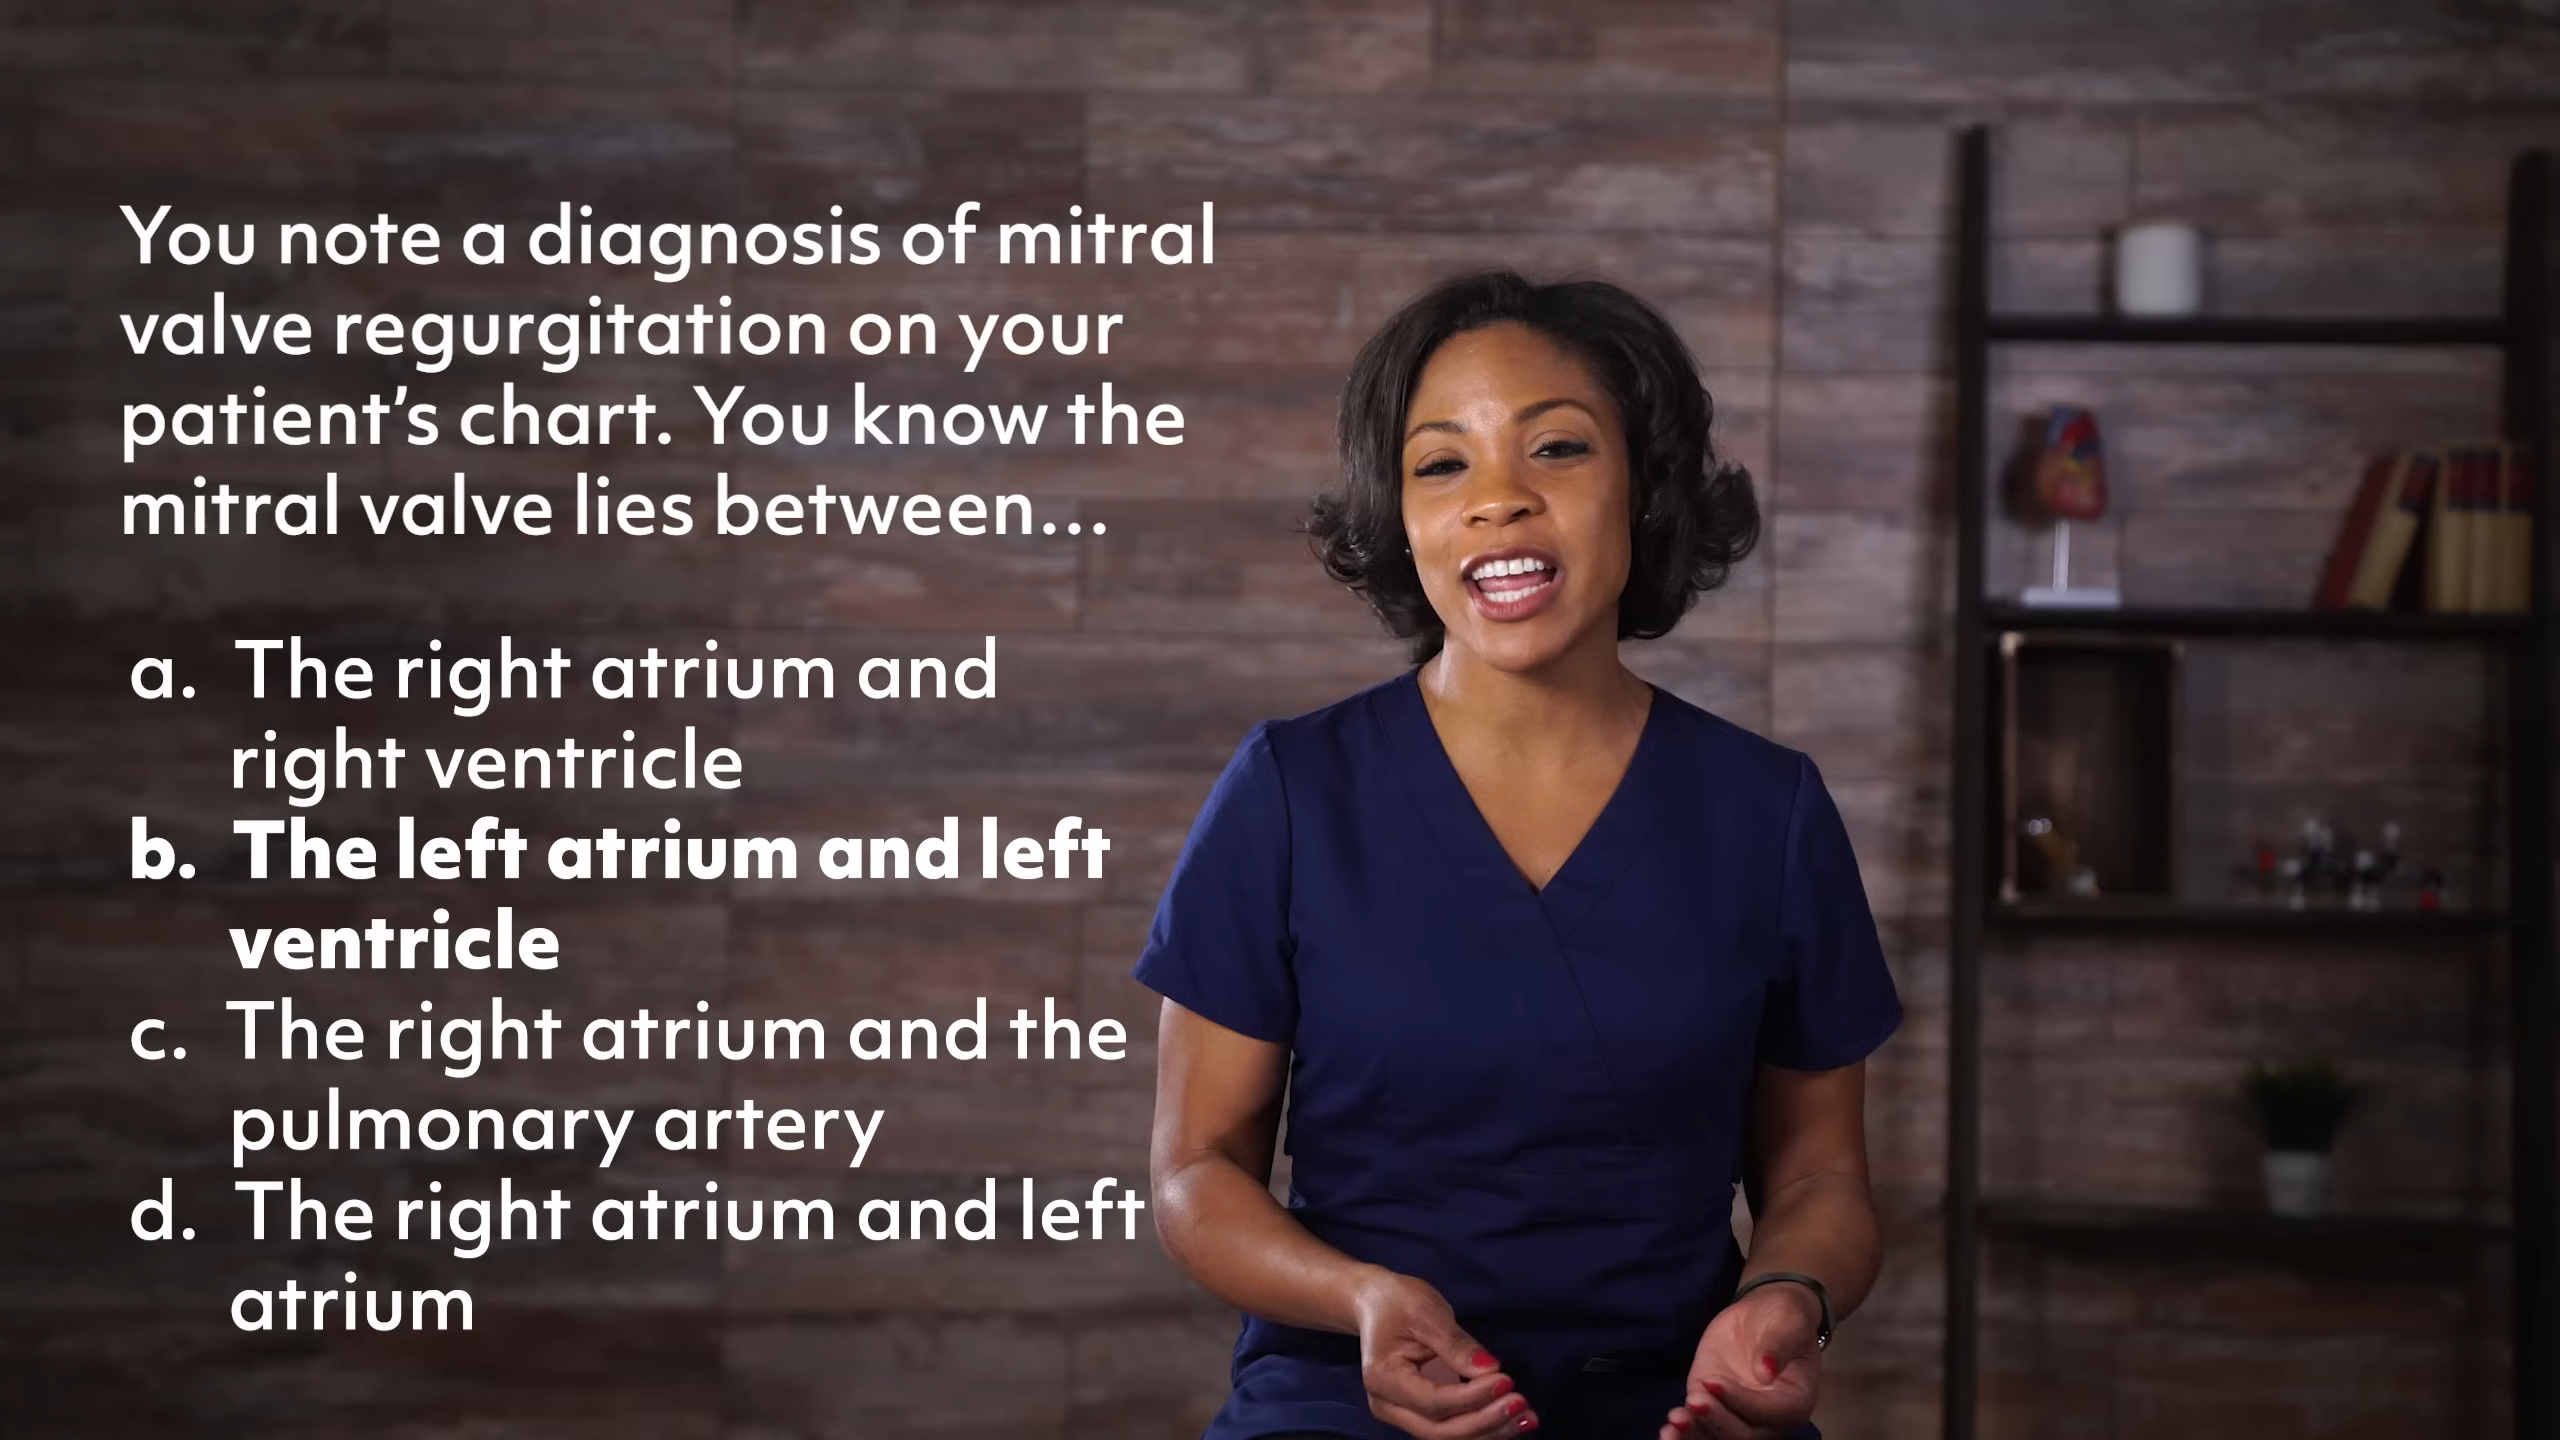 You note a diagnosis of mitral
valve regurgitation on your
patient’s chart. You know the
mitral valve lies between…
a. The right atrium and
right ventricle
b. The left atrium and left
ventricle
c. The right atrium and the
pulmonary artery
d. The right atrium and left
atrium